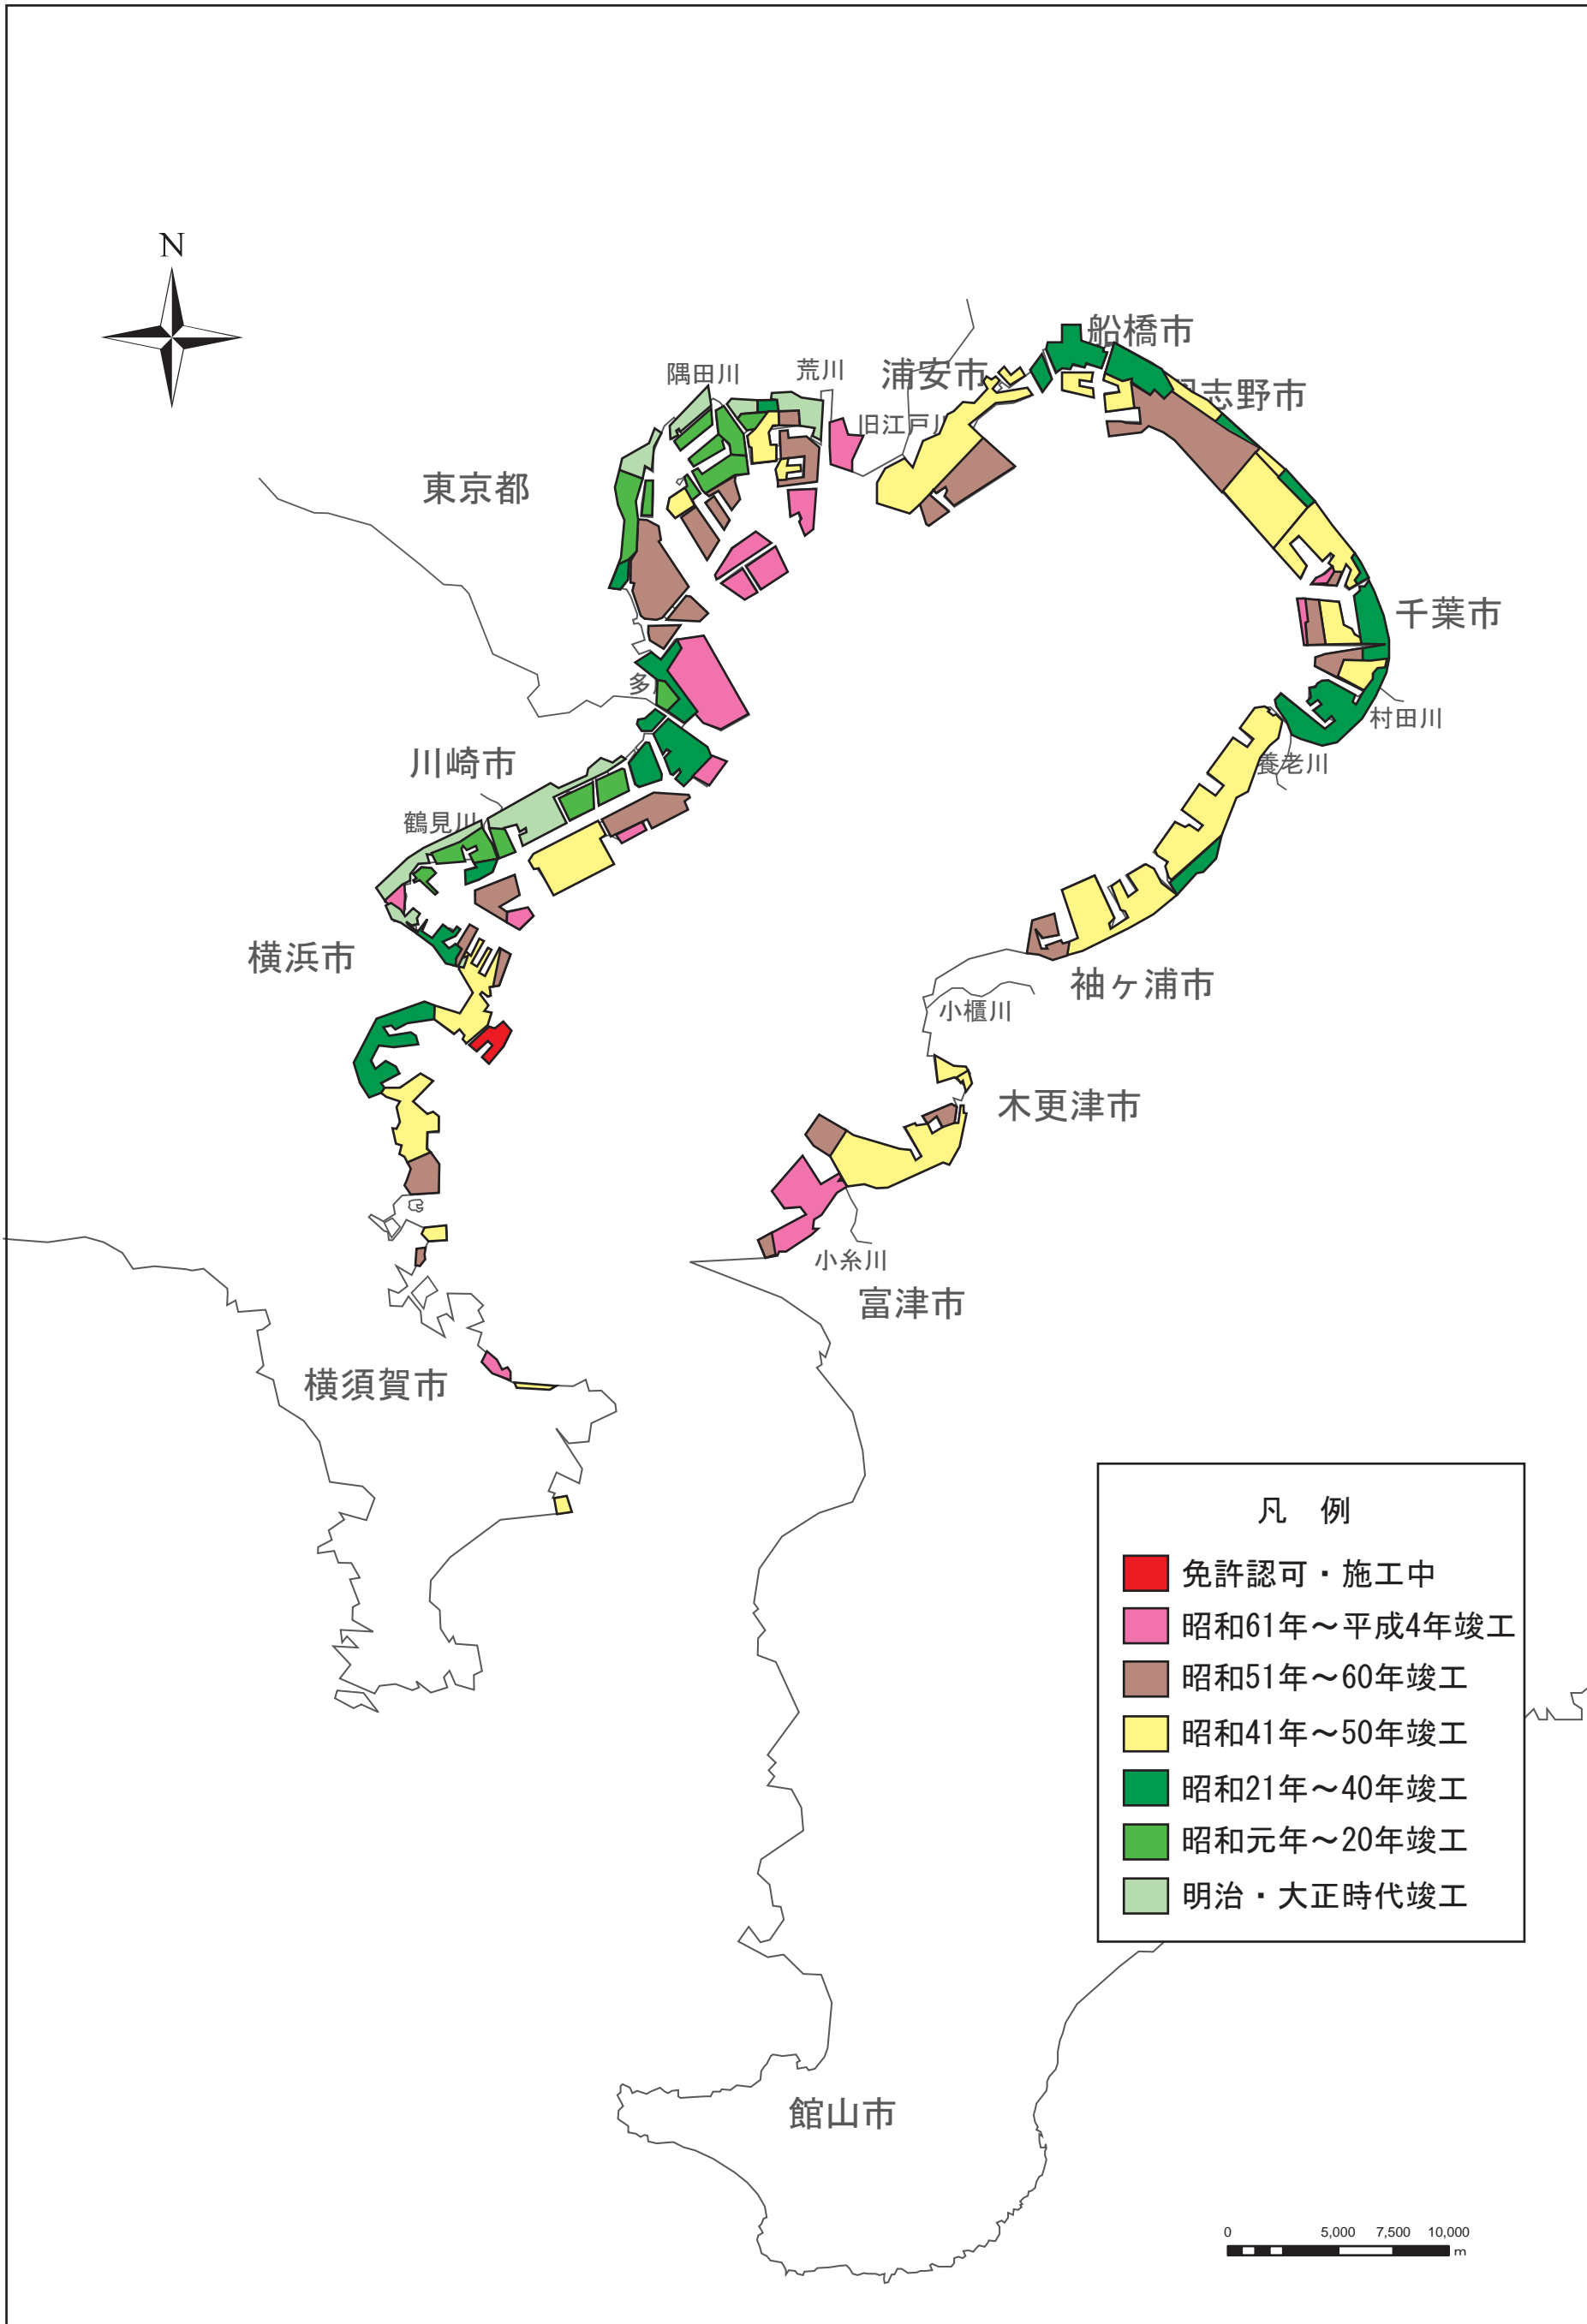 N
船橋市
隅田川
荒川
浦安市
志野市
旧江戸川
東京都
千葉市
多
村田川
川崎市
養老川
鶴見川
横浜市
袖ヶ浦市
小櫃川
木更津市
小糸川
富津市
横須賀市
凡 例
免許認可・施工中
昭和61年～平成4年竣工
昭和51年～60年竣工
昭和41年～50年竣工
昭和21年～40年竣工
昭和元年～20年竣工
明治・大正時代竣工
館山市
0 5,000 7,500 10,000
m